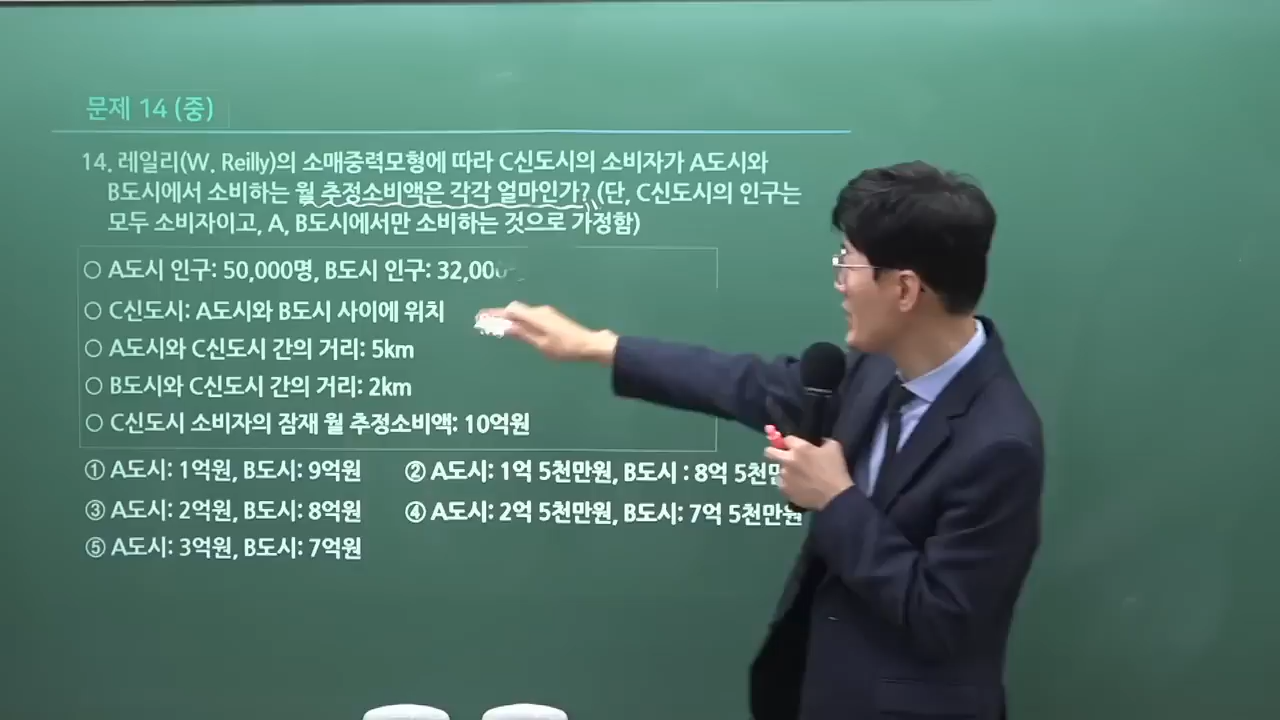 문제 14 (중)
14. 레일리(W. Reilly)의 소매중력모형에 따라 C신도시의 소비자가 A도시와
B도시에서 소비하는 월 추정소비액은 각각 얼마인가? (단, C신도시의 인구는
모두 소비자이고, A, B도시에서만 소비하는 것으로 가정함)
○ A도시 인구: 50,000명, B도시 인구:
○ C신도시: A도시와 B도시 사이에 위치
○ A도시와 C신도시 간의 거리: 5km
○ B도시와 C신도시 간의 거리: 2km
○ C신도시 소비자의 잠재 월 추정소비액: 10억원
① A도시: 1억원, B도시: 9억원 ② A도시: 1억 5천만원, B도시 : 8억
③ A도시: 2억원, B도시: 8억원 ④ A도시: 2억 5천만원, B도시: 7억 5천만원
⑤ A도시: 3억원, B도시: 7억원